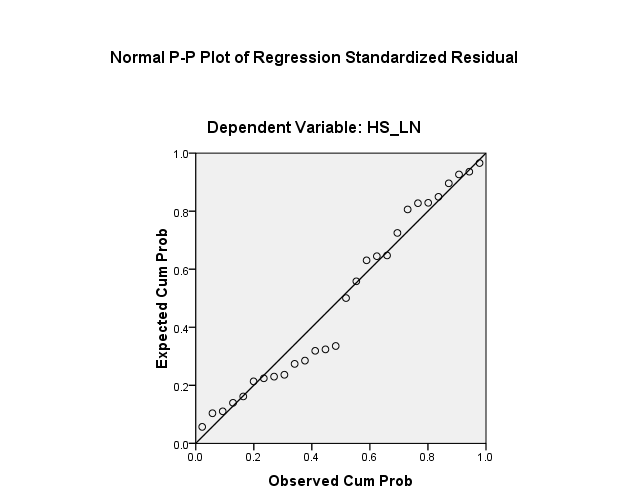 Normal P-P Plot of Regression Standardized Residual
Dependent Variable: HS_LN
Expected Cum Prob
1.0
0.8
0.6
0.4
0.2
0.0
0.0 0.2 0.4 0.6 0.8 1.0
Observed Cum Prob